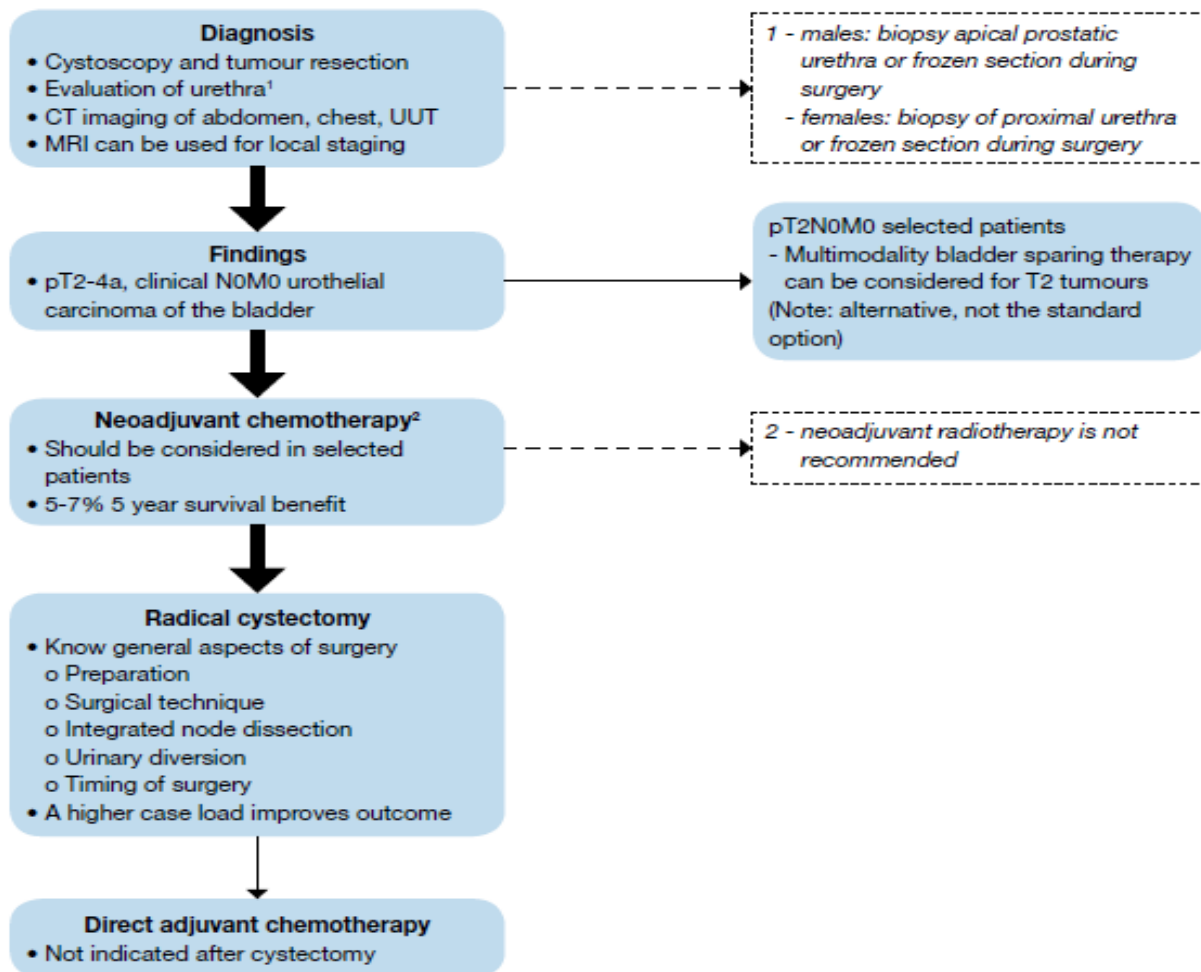 Diagnosis
• Cystoscopy and tumour resection
• Evaluation of urethra¹
• CT imaging of abdomen, chest, UUT
• MRI can be used for local staging
1 - males: biopsy apical prostatic
urethra or frozen section during
surgery
- females: biopsy of proximal urethra
or frozen section during surgery
Findings
• pT2-4a, clinical N0M0 urothelial
carcinoma of the bladder
pT2N0M0 selected patients
- Multimodality bladder sparing therapy
can be considered for T2 tumours
(Note: alternative, not the standard
option)
Neoadjuvant chemotherapy²
• Should be considered in selected
patients
• 5-7% 5 year survival benefit
2 - neoadjuvant radiotherapy is not
recommended
Radical cystectomy
• Know general aspects of surgery
o Preparation
o Surgical technique
o Integrated node dissection
o Urinary diversion
o Timing of surgery
• A higher case load improves outcome
Direct adjuvant chemotherapy
• Not indicated after cystectomy